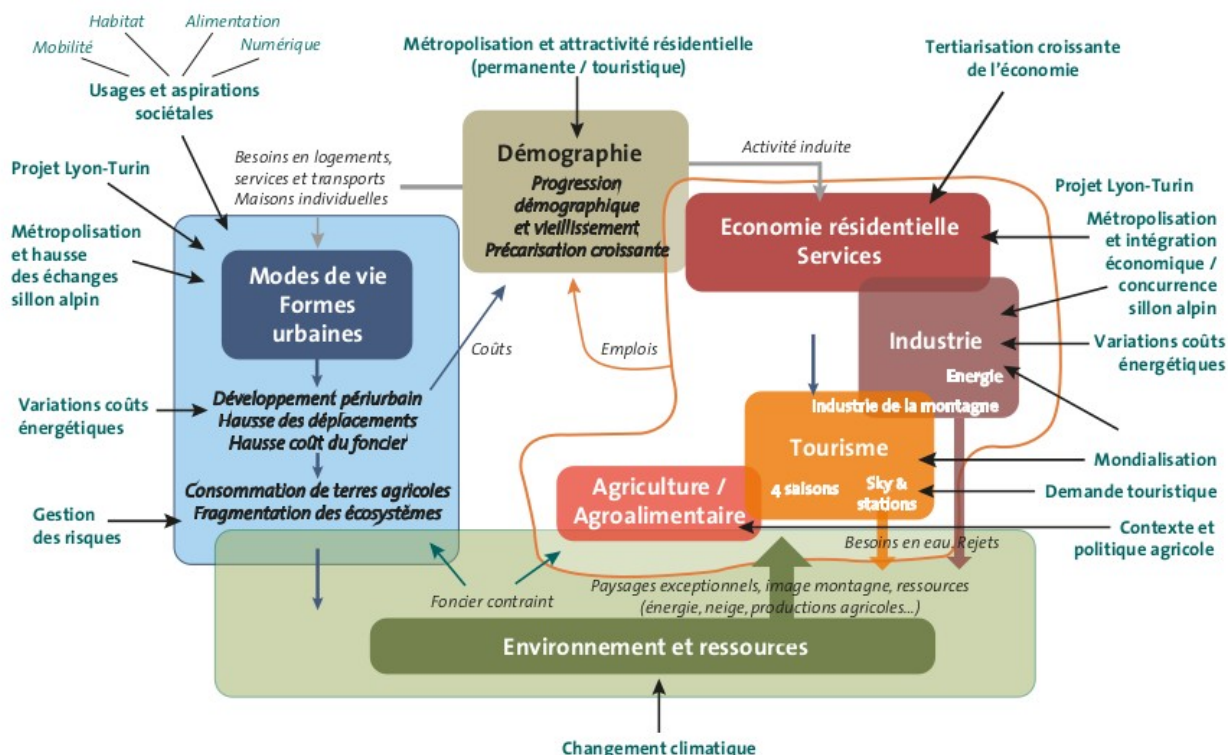 Habitat
Alimentation
Mobilité
Numérique
Usages et aspirations
sociétales
Métropolisation et attractivité résidentielle
(permanente / touristique)
Tertiarisation croissante
de l'économie
Projet Lyon-Turin
Métropolisation
et hausse
des échanges
sillon alpin
Variations coûts
énergétiques
Gestion
des risques
Besoins en logements,
services et transports
Maisons individuelles
Modes de vie
Formes
urbaines
Développement périurbain
Hausse des déplacements
Hausse coût du foncier
Consommation de terres agricoles
Fragmentation des écosystèmes
Démographie
Progression
démographique
et vieillissement
Précarisation croissante
Activité induite
Coûts
Emplois
Economie résidentielle
Services
Industrie
Energie
Industrie de la montagne
Tourisme
4 saisons
Sky &
stations
Agriculture /
Agroalimentaire
Projet Lyon-Turin
Métropolisation
et intégration
économique /
concurrence
sillon alpin
Variations coûts
énergétiques
Mondialisation
Demande touristique
Contexte et
politique agricole
Besoins en eau, Rejets
Foncier contraint
Paysages exceptionnels, image montagne, ressources
(énergie, neige, productions agricoles...)
Environnement et ressources
Changement climatique